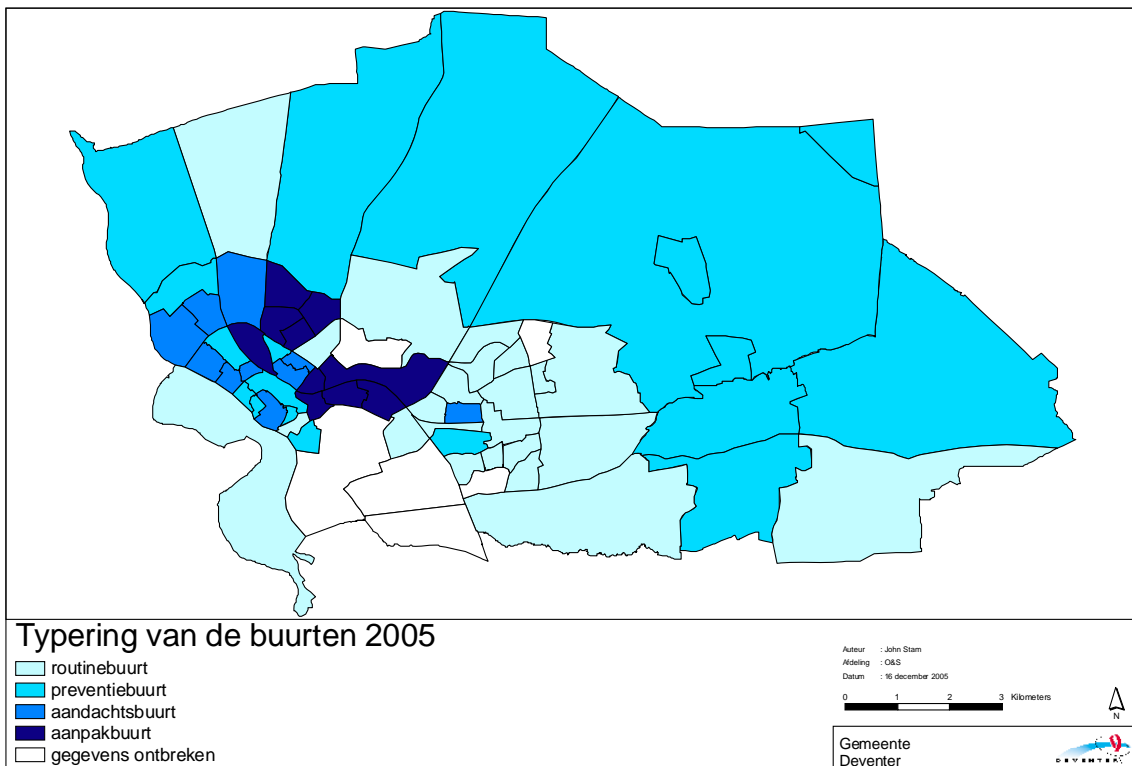 Typering van de buurten 2005
routinebuurt
preventiebuurt
aandachtsbuurt
aanpakbuurt
gegevens ontbreken
Auteur : John Stam
Afdeling : O&S
Datum : 16 december 2005
0 1 2 3 Kilometers
N
Gemeente
Deventer
DEVENTER